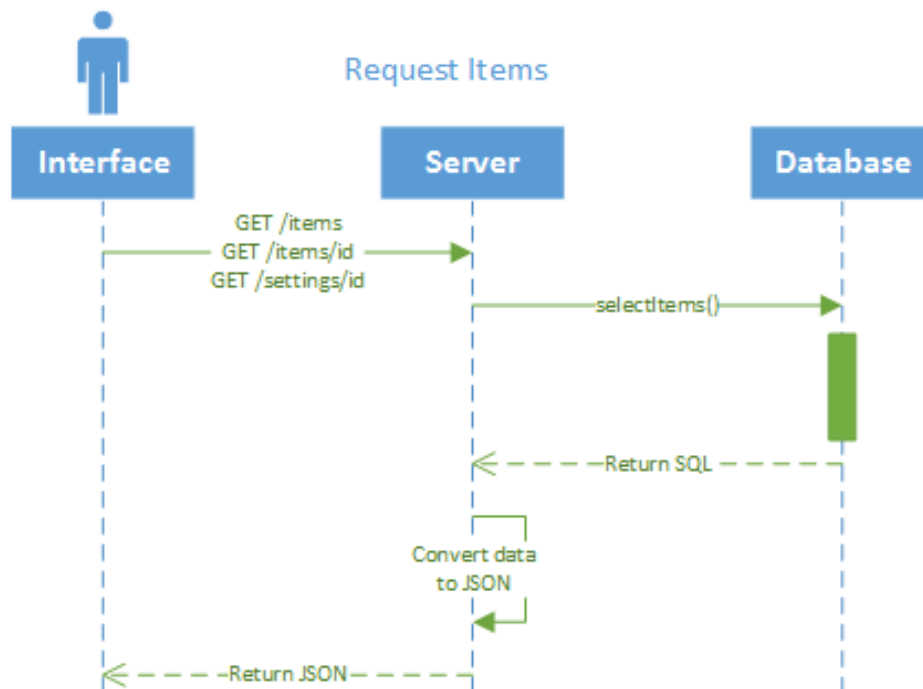 Request Items
Interface
Server
Database
GET /items
GET /items/id
GET /settings/id
selectItems()
Return SQL
Convert data
to JSON
Return JSON